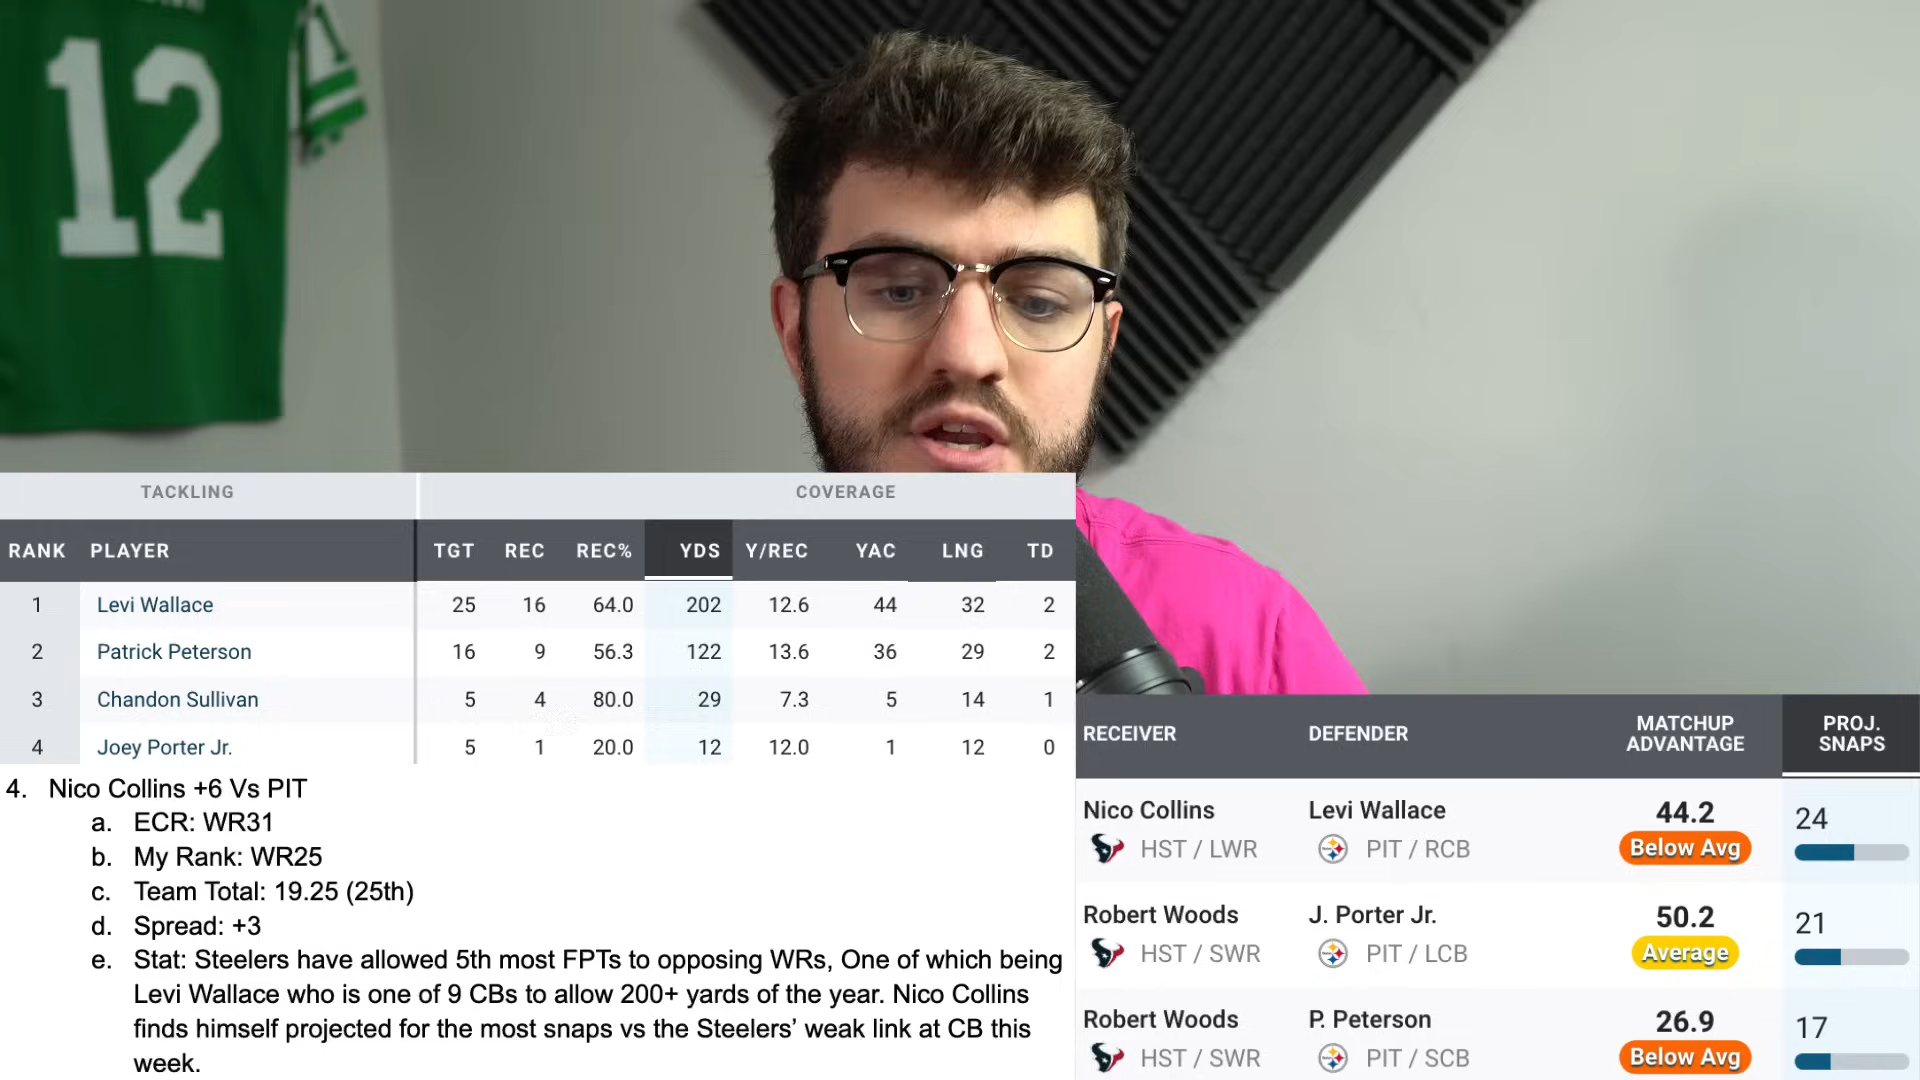 12
TACKLING COVERAGE
RANK PLAYER TGT REC REC% YDS Y/REC YAC LNG TD
1 Levi Wallace 25 16 64.0 202 12.6 44 32 2
2 Patrick Peterson 16 9 56.3 122 13.6 36 29 2
3 Chandon Sullivan 5 4 80.0 29 7.3 5 14 1
4 Joey Porter Jr. 5 1 20.0 12 12.0 1 12 0
4. Nico Collins +6 Vs PIT
a. ECR: WR31
b. My Rank: WR25
c. Team Total: 19.25 (25th)
d. Spread: +3
e. Stat: Steelers have allowed 5th most FPTs to opposing WRs, One of which being
Levi Wallace who is one of 9 CBs to allow 200+ yards of the year. Nico Collins
finds himself projected for the most snaps vs the Steelers’ weak link at CB this
week.
RECEIVER DEFENDER MATCHUP ADVANTAGE PROJ. SNAPS
Nico Collins Levi Wallace 44.2 24
HST / LWR PIT / RCB Below Avg
Robert Woods J. Porter Jr. 50.2 21
HST / SWR PIT / LCB Average
Robert Woods P. Peterson 26.9 17
HST / SWR PIT / SCB Below Avg